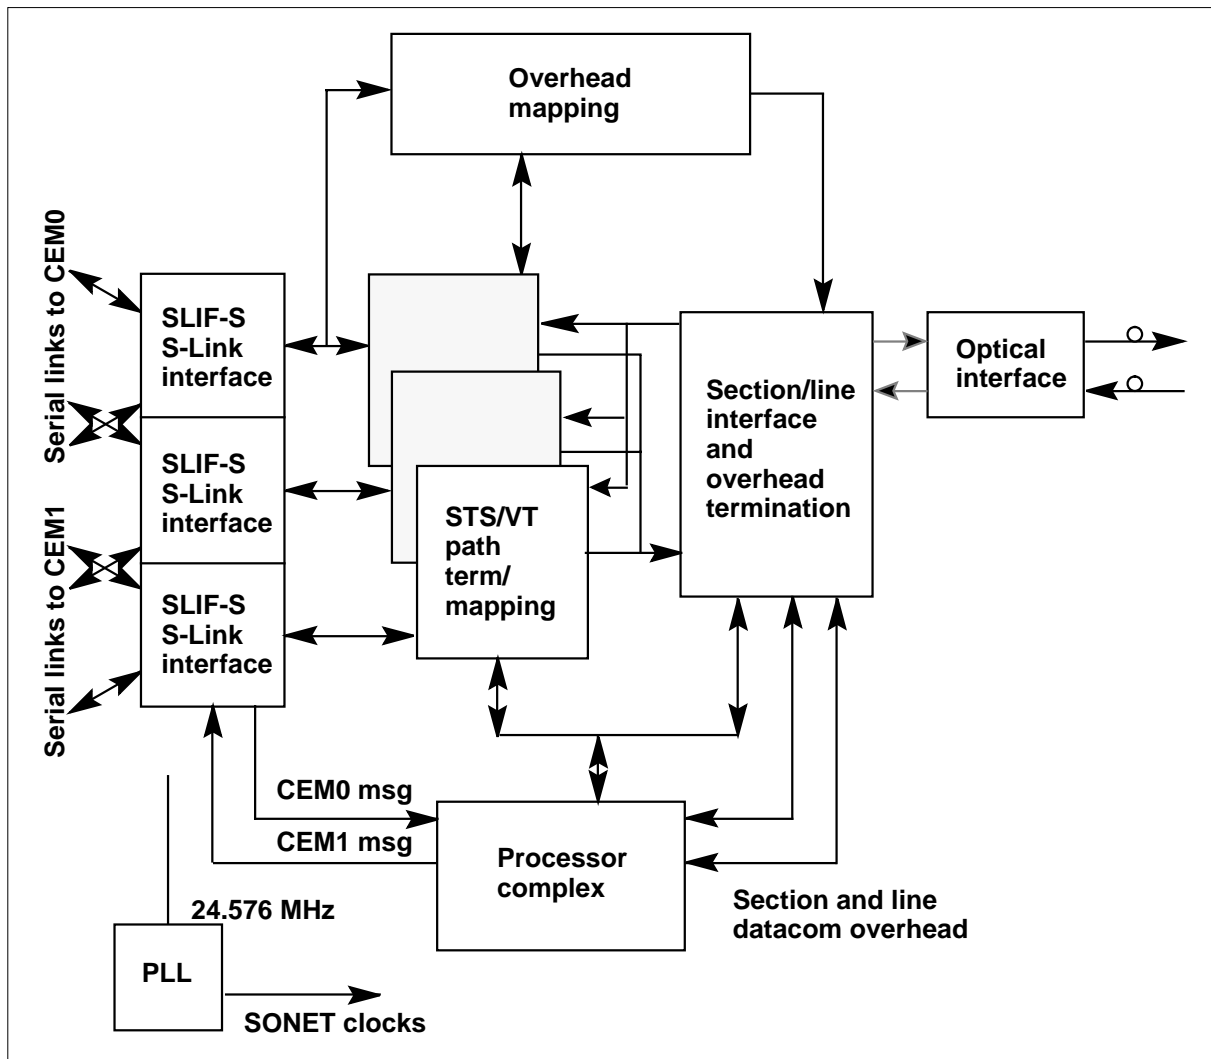 Overhead
mapping
Serial links to CEM0
Serial links to CEM1
SLIF-S
S-Link
interface
SLIF-S
S-Link
interface
SLIF-S
S-Link
interface
STS/VT
path
term/
mapping
Section/line
interface
and
overhead
termination
Optical
interface
CEM0 msg
CEM1 msg
Processor
complex
Section and line
datacom overhead
24.576 MHz
PLL
SONET clocks